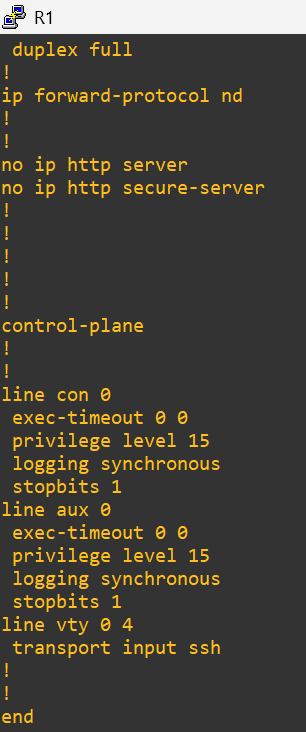 R1
 duplex full
!
ip forward-protocol nd
!
!
no ip http server
no ip http secure-server
!
!
!
!
!
control-plane
!
!
line con 0
 exec-timeout 0 0
 privilege level 15
 logging synchronous
 stopbits 1
line aux 0
 exec-timeout 0 0
 privilege level 15
 logging synchronous
 stopbits 1
line vty 0 4
 transport input ssh
!
!
end